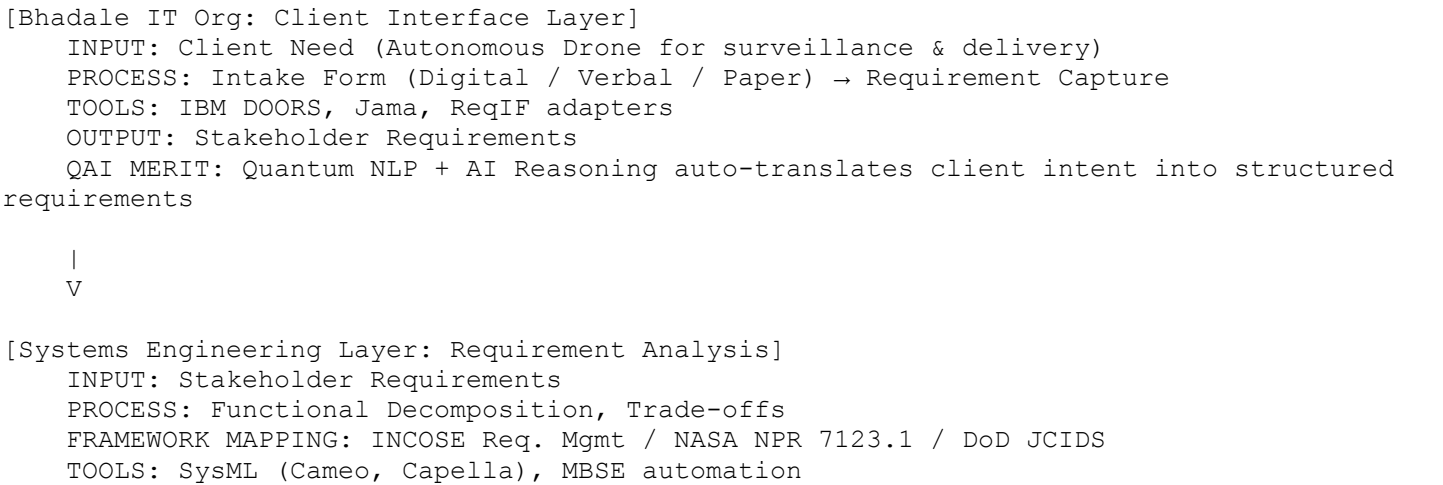 [Bhadale IT Org: Client Interface Layer]
    INPUT: Client Need (Autonomous Drone for surveillance & delivery)
    PROCESS: Intake Form (Digital / Verbal / Paper) → Requirement Capture
    TOOLS: IBM DOORS, Jama, ReqIF adapters
    OUTPUT: Stakeholder Requirements
    QAI MERIT: Quantum NLP + AI Reasoning auto-translates client intent into structured
requirements
    |
    V
[Systems Engineering Layer: Requirement Analysis]
    INPUT: Stakeholder Requirements
    PROCESS: Functional Decomposition, Trade-offs
    FRAMEWORK MAPPING: INCOSE Req. Mgmt / NASA NPR 7123.1 / DoD JCIDS
    TOOLS: SysML (Cameo, Capella), MBSE automation